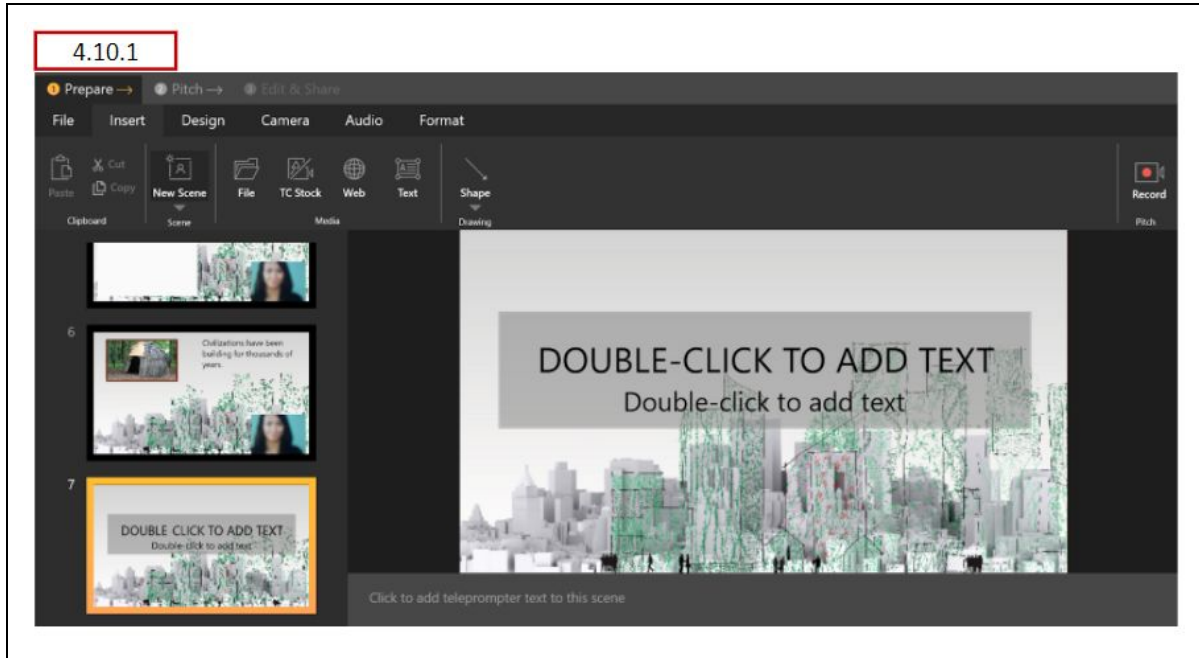 4.10.1
1 Prepare → 2 Pitch → 3 Edit & Share
File Insert Design Camera Audio Format
Paste Cut Copy New Scene File TC Stock Web Text Shape Record
Clipboard Scene Media Drawing Pitch
6
Civilizations have been
building for thousands of
years.
7
DOUBLE-CLICK TO ADD TEXT
Double-click to add text
DOUBLE-CLICK TO ADD TEXT
Double-click to add text
Click to add teleprompter text to this scene